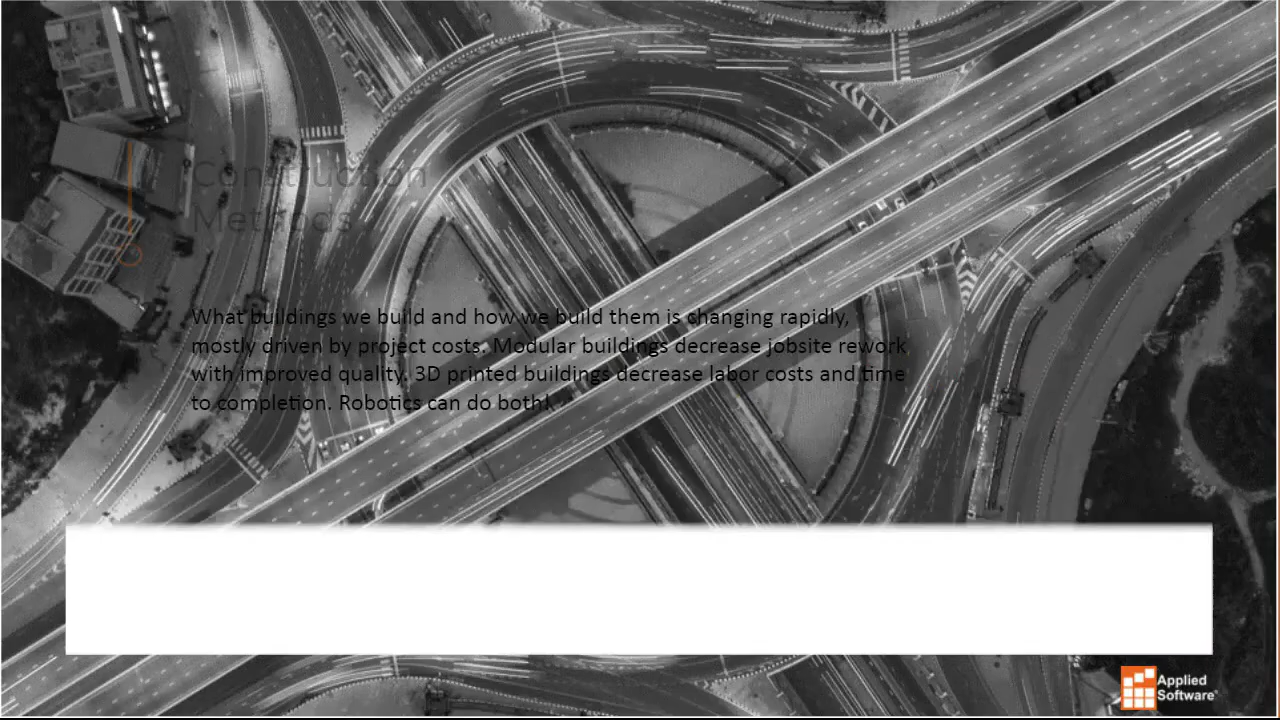 Construction
Methods
What buildings we build and how we build them is changing rapidly,
mostly driven by project costs. Modular buildings decrease jobsite rework
with improved quality. 3D printed buildings decrease labor costs and time
to completion. Robotics can do both!
Applied
Software®